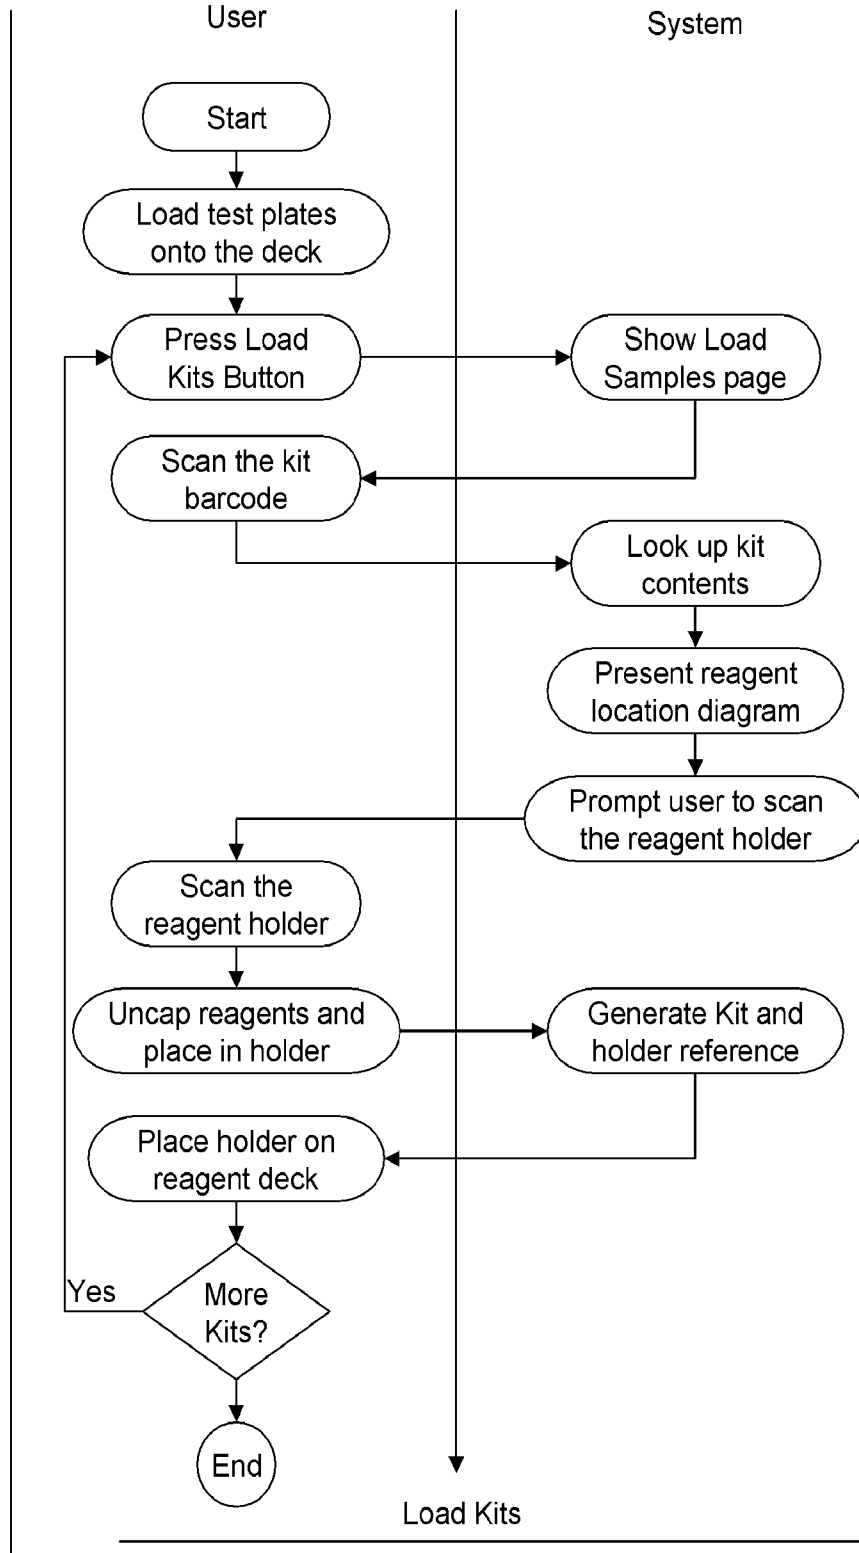 User
System
Start
Load test plates
onto the deck
Press Load
Kits Button
Show Load
Samples page
Scan the kit
barcode
Look up kit
contents
Present reagent
location diagram
Prompt user to scan
the reagent holder
Scan the
reagent holder
Uncap reagents and
place in holder
Generate Kit and
holder reference
Place holder on
reagent deck
Yes
More
Kits?
End
Load Kits